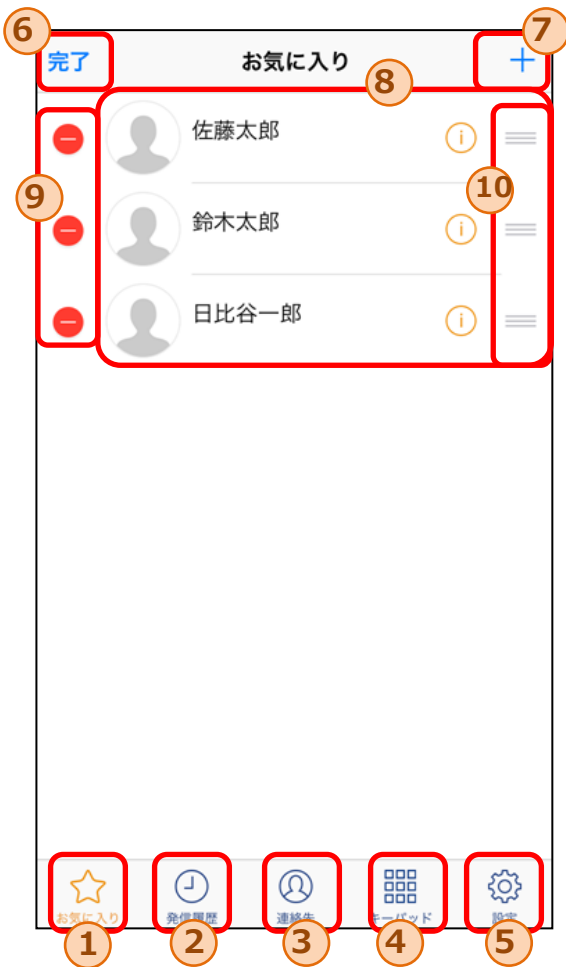 6
7
完了
お気に入り
8
佐藤太郎
9
10
鈴木太郎
日比谷一郎
お気に入り
発信履歴
連絡先
キーパッド
設定
1
2
3
4
5